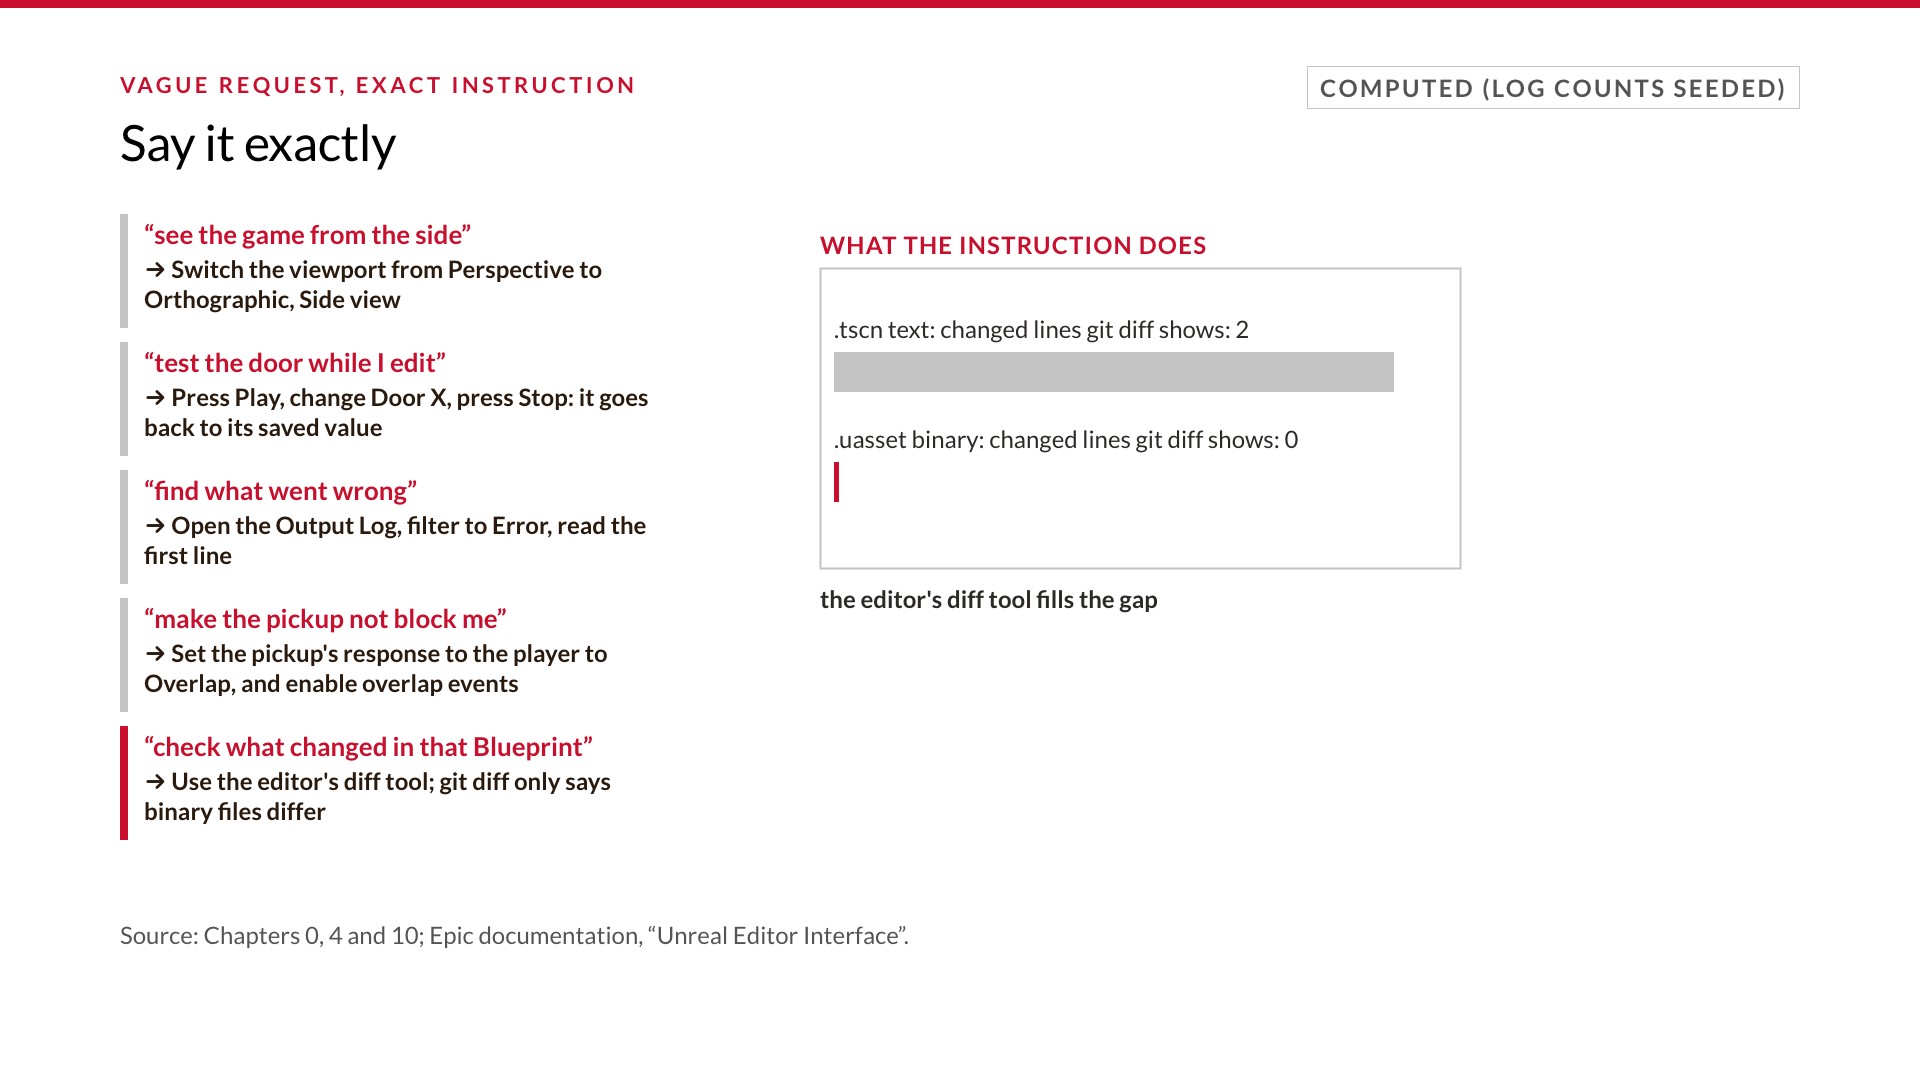 VAGUE REQUEST, EXACT INSTRUCTION
COMPUTED (LOG COUNTS SEEDED)
Say it exactly
“see the game from the side”
→ Switch the viewport from Perspective to
Orthographic, Side view
“test the door while I edit”
→ Press Play, change Door X, press Stop: it goes
back to its saved value
“find what went wrong”
→ Open the Output Log, filter to Error, read the
first line
“make the pickup not block me”
→ Set the pickup's response to the player to
Overlap, and enable overlap events
“check what changed in that Blueprint”
→ Use the editor's diff tool; git diff only says
binary files differ
WHAT THE INSTRUCTION DOES
.tscn text: changed lines git diff shows: 2
.uasset binary: changed lines git diff shows: 0
the editor's diff tool fills the gap
Source: Chapters 0, 4 and 10; Epic documentation, “Unreal Editor Interface”.